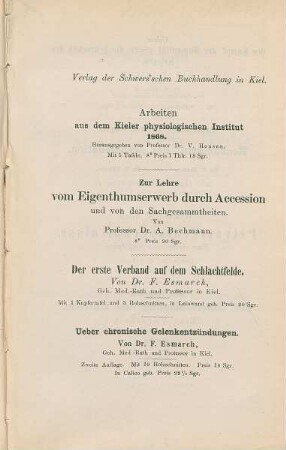 Verlag der Schwers'schen Buchhandlung in Kiel.
Arbeiten
aus dem Kieler physiologischen Institut
1868.
Herausgegeben von Professor Dr. V. Hensen.
Mit 5 Tafeln. 8° Preis 1 Thlr. 18 Sgr.
Zur Lehre
vom Eigenthumserwerb durch Accession
und von den Sachgesammtheiten.
Von
Professor Dr. A. Bechmann.
8° Preis 20 Sgr.
Der erste Verband auf dem Schlachtfelde.
Von Dr. F. Esmarch,
Geh. Med.-Rath und Professor in Kiel.
Mit 1 Kupfertafel und 8 Holzschnitten, in Leinwand geb. Preis 20 Sgr.
Ueber chronische Gelenkentzündungen.
Von Dr. F. Esmarch,
Geh. Med.-Rath und Professor in Kiel.
Zweite Auflage. Mit 30 Holzschnitten. Preis 18 Sgr.
In Calico geb. Preis 22½ Sgr.